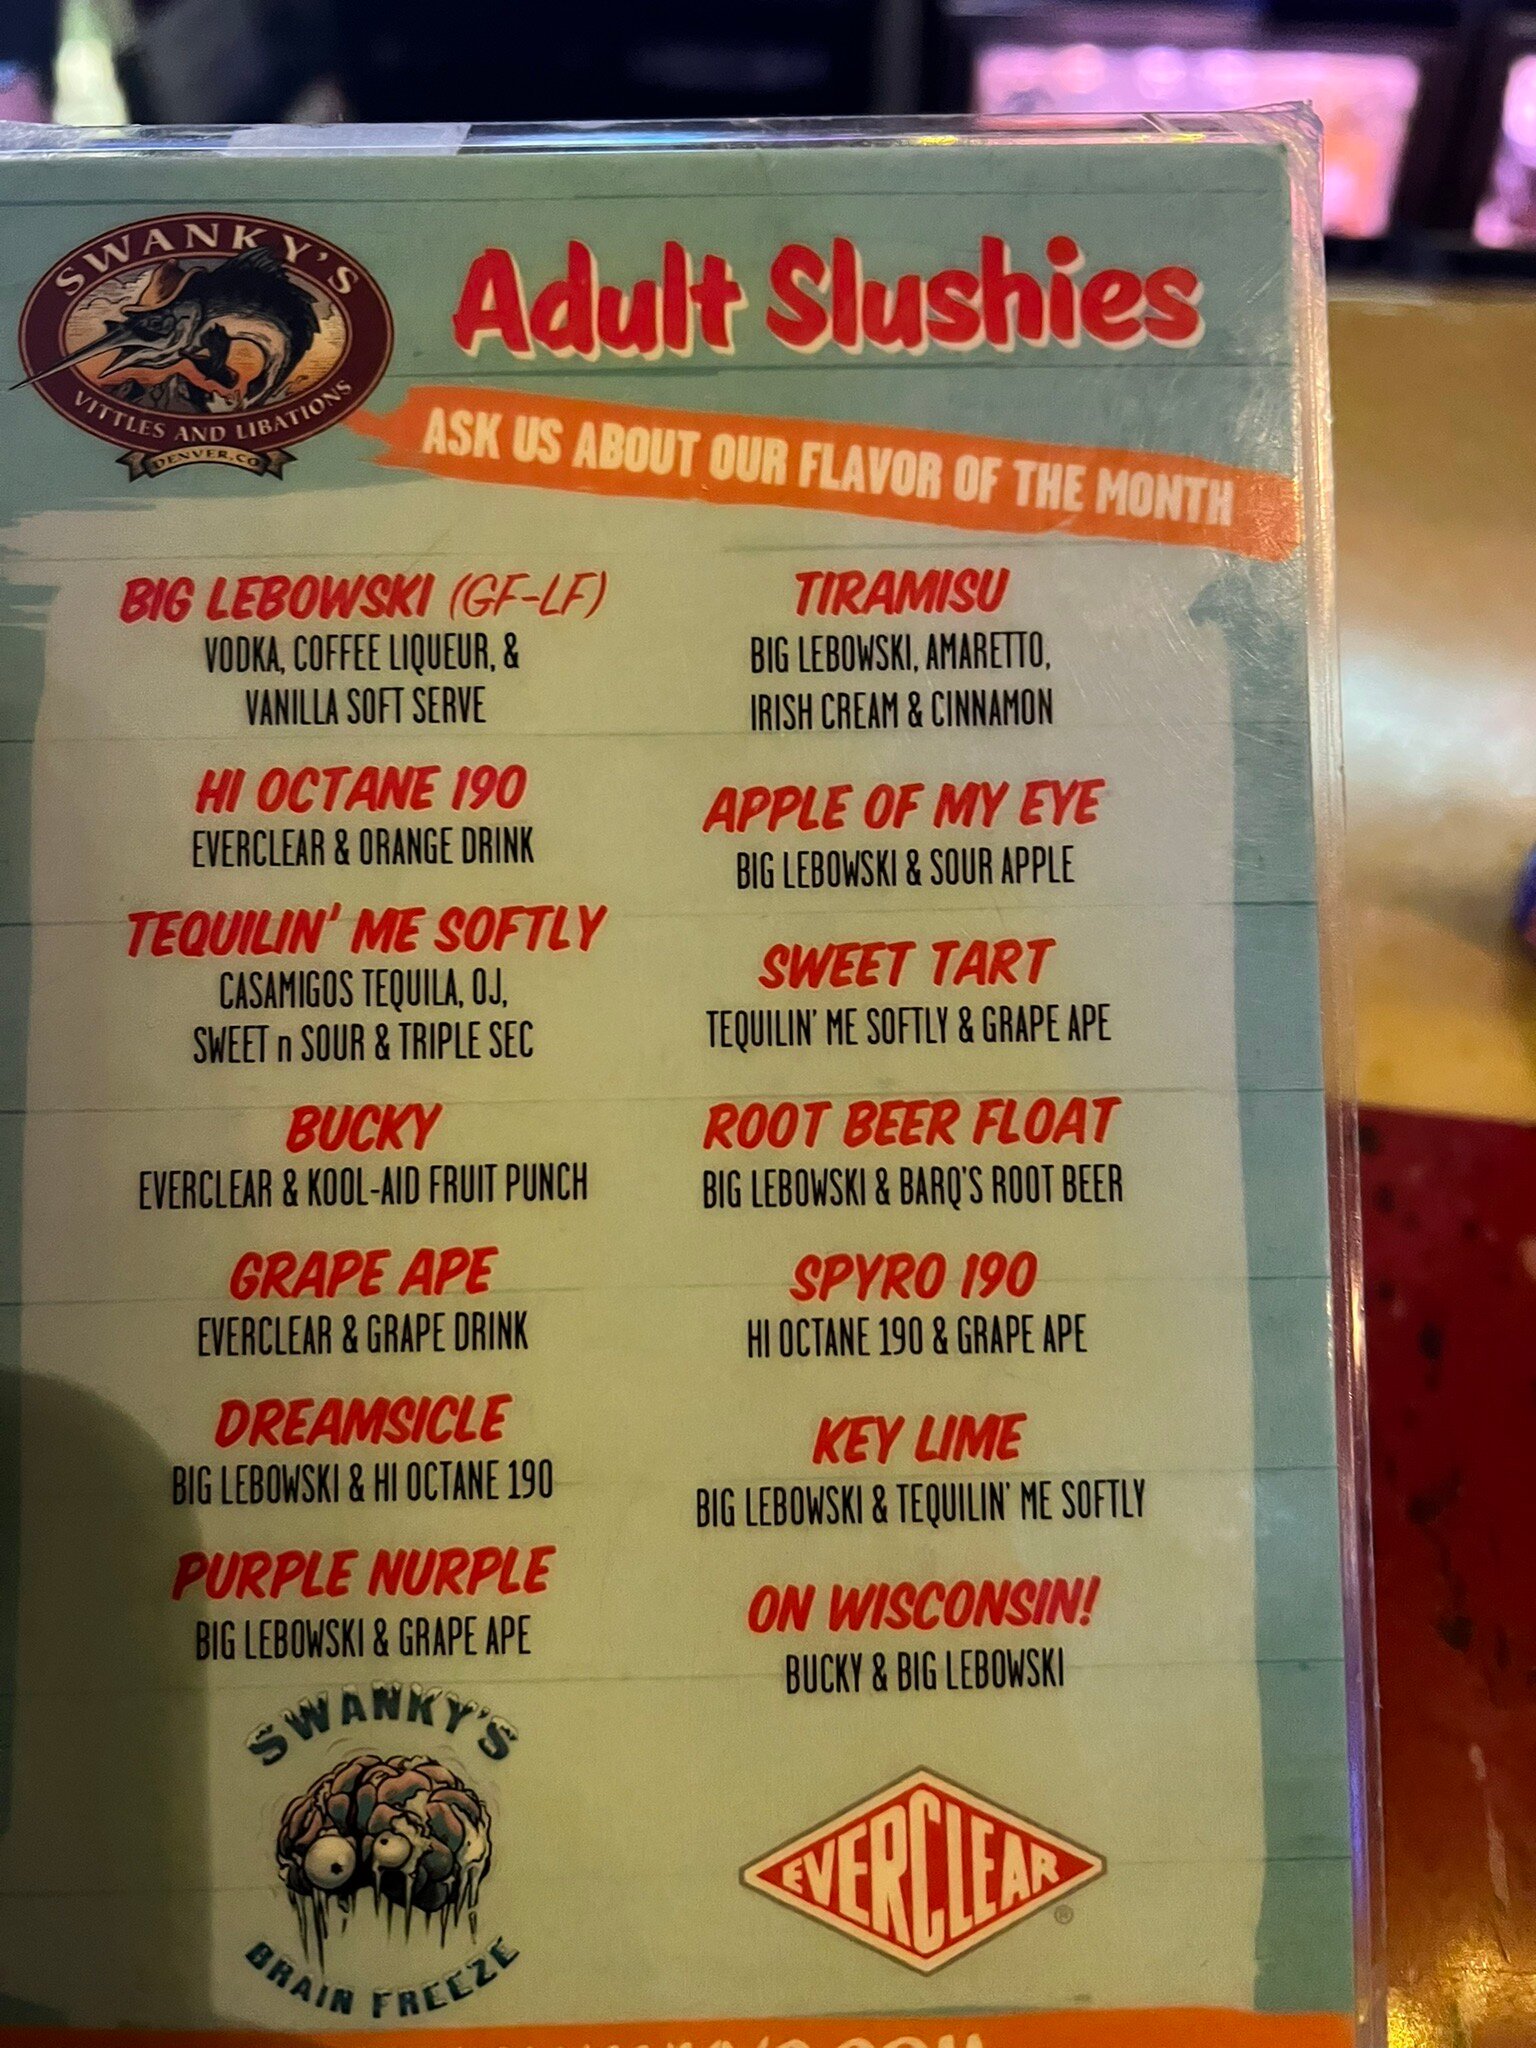 SWANKY'S
VITTLES AND LIBATIONS
DENVER, CO
Adult Slushies
ASK US ABOUT OUR FLAVOR OF THE MONTH
BIG LEBOWSKI (GF-LF)
VODKA, COFFEE LIQUEUR, &
VANILLA SOFT SERVE
HI OCTANE 190
EVERCLEAR & ORANGE DRINK
TEQUILIN' ME SOFTLY
CASAMIGOS TEQUILA, OJ,
SWEET n SOUR & TRIPLE SEC
BUCKY
EVERCLEAR & KOOL-AID FRUIT PUNCH
GRAPE APE
EVERCLEAR & GRAPE DRINK
DREAMSICLE
BIG LEBOWSKI & HI OCTANE 190
PURPLE NURPLE
BIG LEBOWSKI & GRAPE APE
TIRAMISU
BIG LEBOWSKI, AMARETTO,
IRISH CREAM & CINNAMON
APPLE OF MY EYE
BIG LEBOWSKI & SOUR APPLE
SWEET TART
TEQUILIN' ME SOFTLY & GRAPE APE
ROOT BEER FLOAT
BIG LEBOWSKI & BARQ'S ROOT BEER
SPYRO 190
HI OCTANE 190 & GRAPE APE
KEY LIME
BIG LEBOWSKI & TEQUILIN' ME SOFTLY
ON WISCONSIN!
BUCKY & BIG LEBOWSKI
SWANKY'S
BRAIN FREEZE
EVERCLEAR®